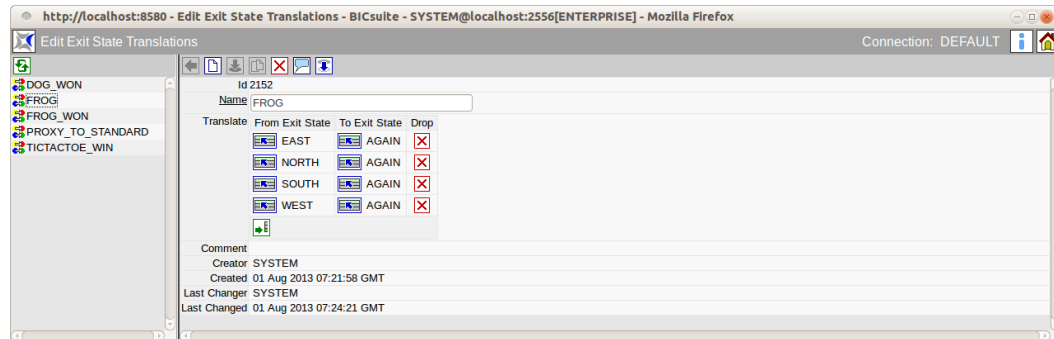 http://localhost:8580 - Edit Exit State Translations - BICsuite - SYSTEM@localhost:2556[ENTERPRISE] - Mozilla Firefox
Edit Exit State Translations
Connection: DEFAULT
DOG_WON
FROG
FROG_WON
PROXY_TO_STANDARD
TICTACTOE_WIN
Id 2152
Name FROG
Translate From Exit State To Exit State Drop
EAST AGAIN
NORTH AGAIN
SOUTH AGAIN
WEST AGAIN
Comment
Creator SYSTEM
Created 01 Aug 2013 07:21:58 GMT
Last Changer SYSTEM
Last Changed 01 Aug 2013 07:24:21 GMT